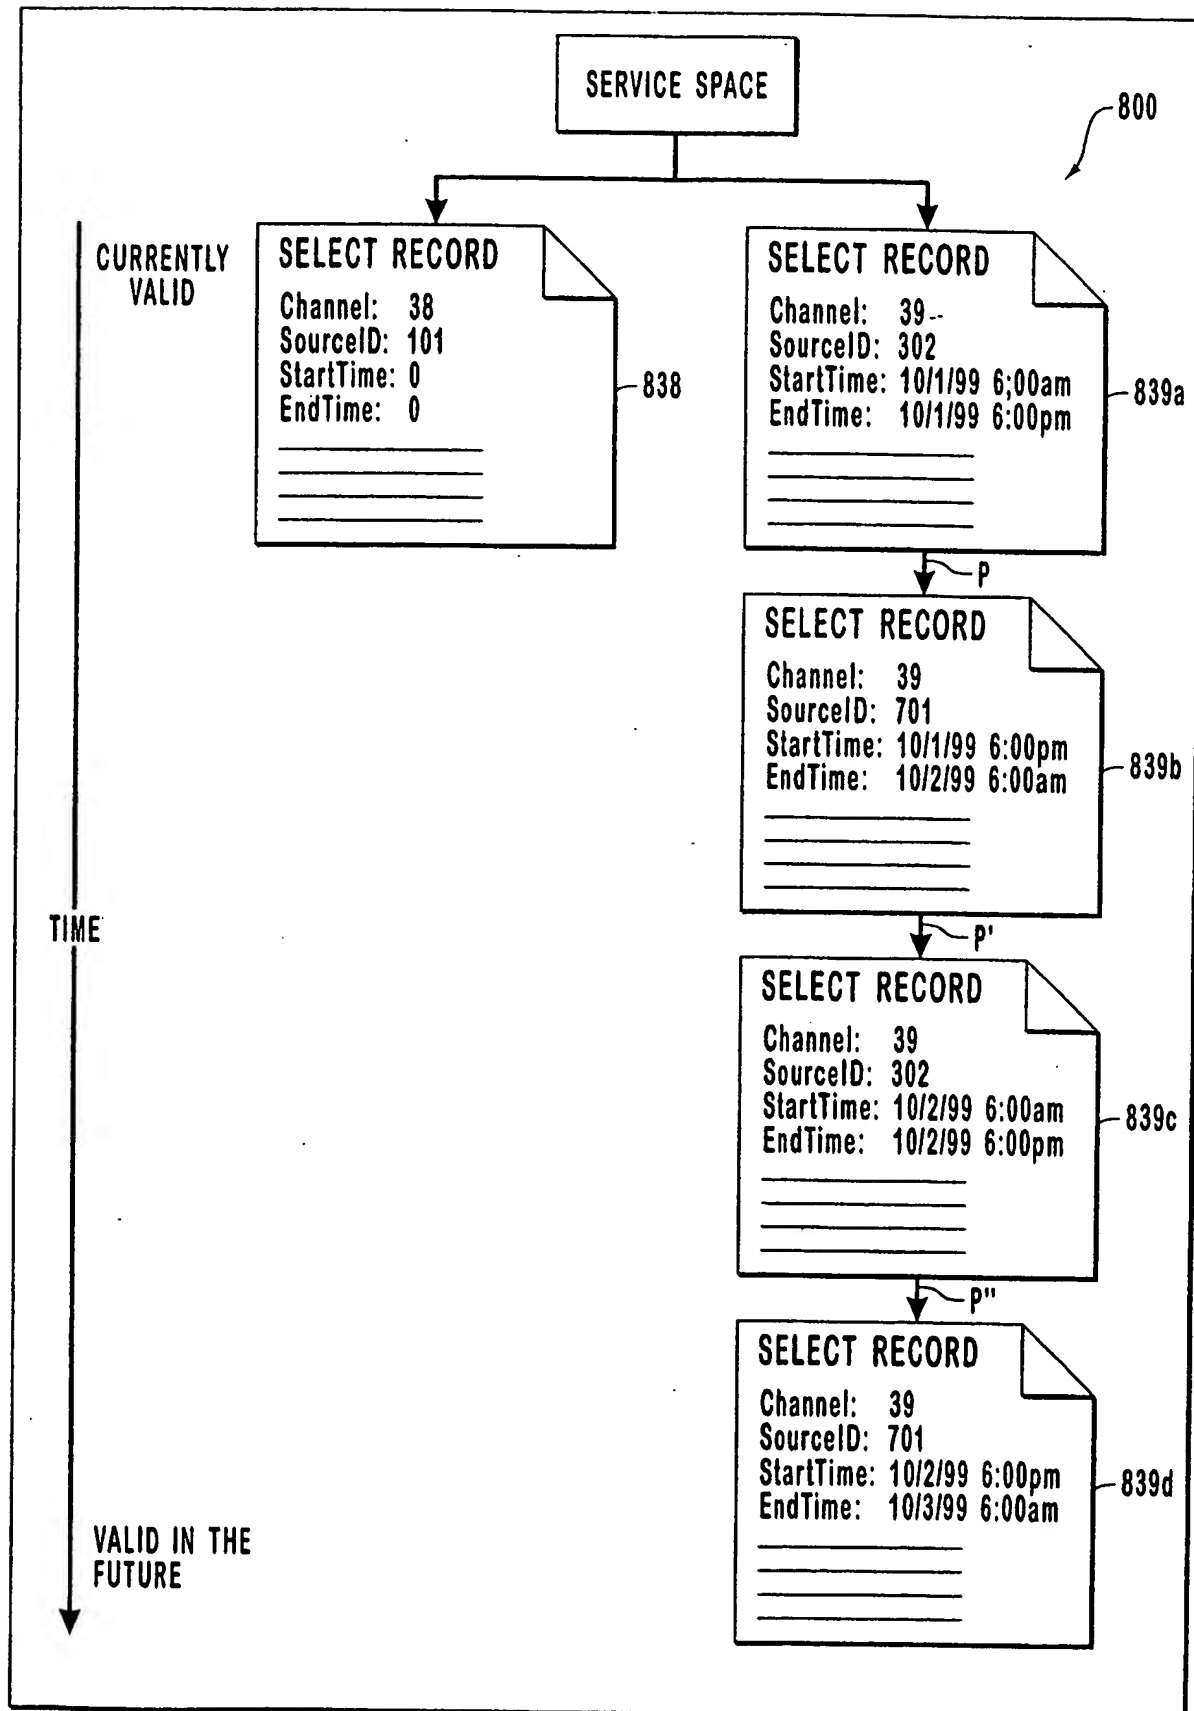 SERVICE SPACE
800
CURRENTLY
VALID
SELECT RECORD
Channel: 38
SourceID: 101
StartTime: 0
EndTime: 0
838
SELECT RECORD
Channel: 39
SourceID: 302
StartTime: 10/1/99 6;00am
EndTime: 10/1/99 6:00pm
839a
P
SELECT RECORD
Channel: 39
SourceID: 701
StartTime: 10/1/99 6:00pm
EndTime: 10/2/99 6:00am
839b
TIME
P'
SELECT RECORD
Channel: 39
SourceID: 302
StartTime: 10/2/99 6:00am
EndTime: 10/2/99 6:00pm
839c
P"
SELECT RECORD
Channel: 39
SourceID: 701
StartTime: 10/2/99 6:00pm
EndTime: 10/3/99 6:00am
839d
VALID IN THE
FUTURE